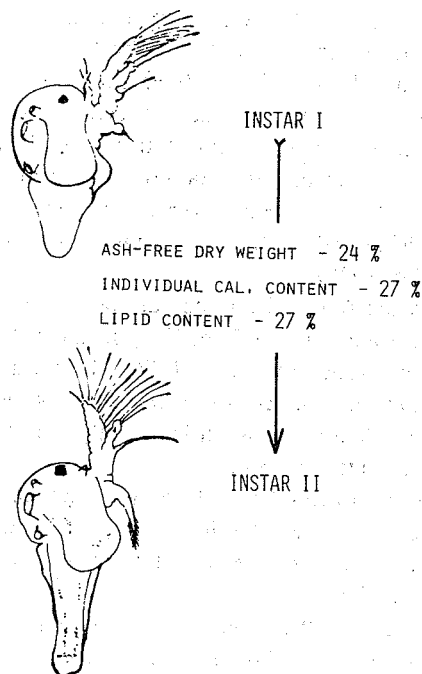 INSTAR I
ASH-FREE DRY WEIGHT - 24 %
INDIVIDUAL CAL. CONTENT - 27 %
LIPID CONTENT - 27 %
INSTAR II